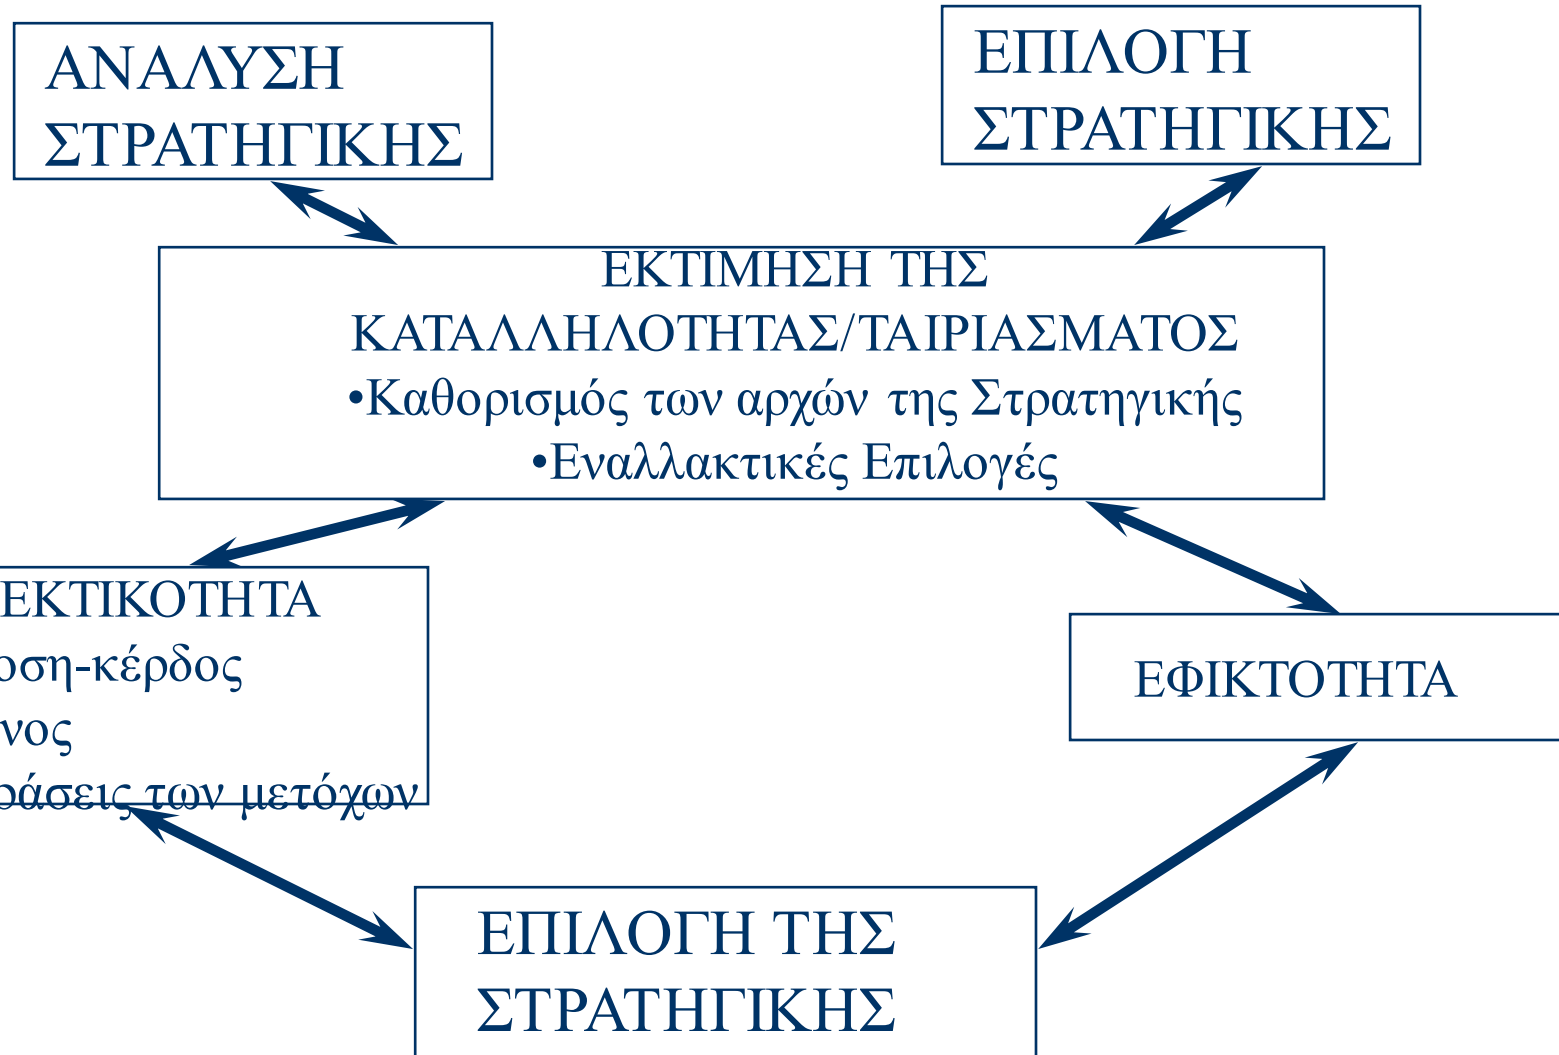 ΑΝΑΛΥΣΗ
ΣΤΡΑΤΗΓΙΚΗΣ
ΕΠΙΛΟΓΗ
ΣΤΡΑΤΗΓΙΚΗΣ
ΕΚΤΙΜΗΣΗ ΤΗΣ
ΚΑΤΑΛΛΗΛΟΤΗΤΑΣ/ΤΑΙΡΙΑΣΜΑΤΟΣ
•Καθορισμός των αρχών της Στρατηγικής
•Εναλλακτικές Επιλογές
ΕΚΤΙΚΟΤΗΤΑ
οση-κέρδος
νος
ράσεις των μετόχων
ΕΦΙΚΤΟΤΗΤΑ
ΕΠΙΛΟΓΗ ΤΗΣ
ΣΤΡΑΤΗΓΙΚΗΣ